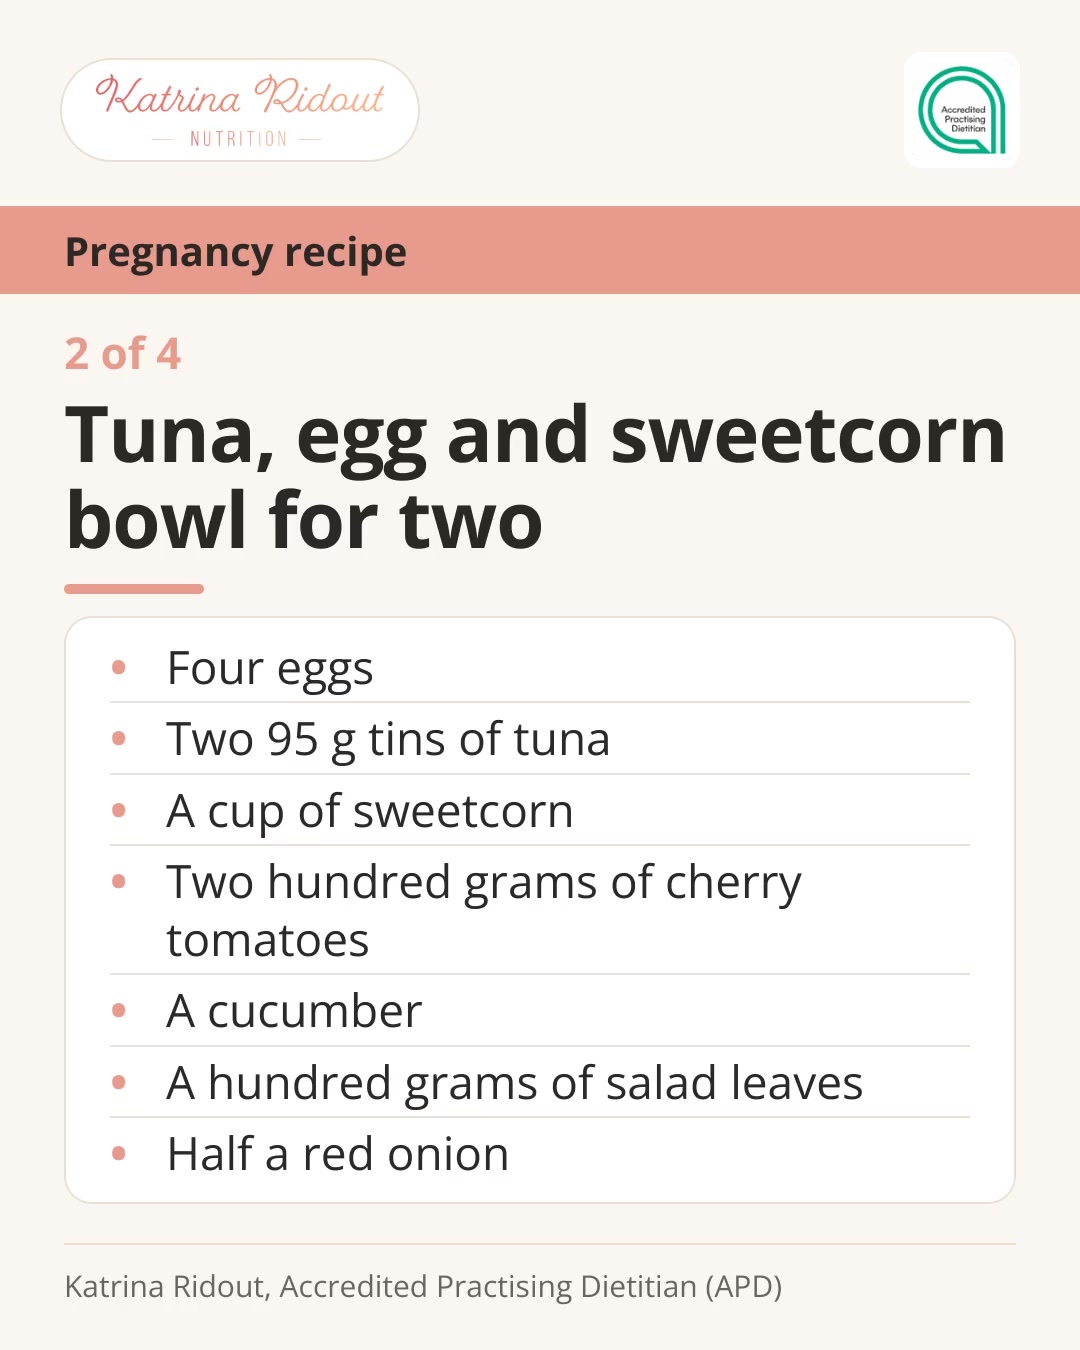 Katrina Ridout
NUTRITION
Accredited
Practising
Dietitian
Pregnancy recipe
2 of 4
Tuna, egg and sweetcorn
bowl for two
• Four eggs
• Two 95 g tins of tuna
• A cup of sweetcorn
• Two hundred grams of cherry
tomatoes
• A cucumber
• A hundred grams of salad leaves
• Half a red onion
Katrina Ridout, Accredited Practising Dietitian (APD)